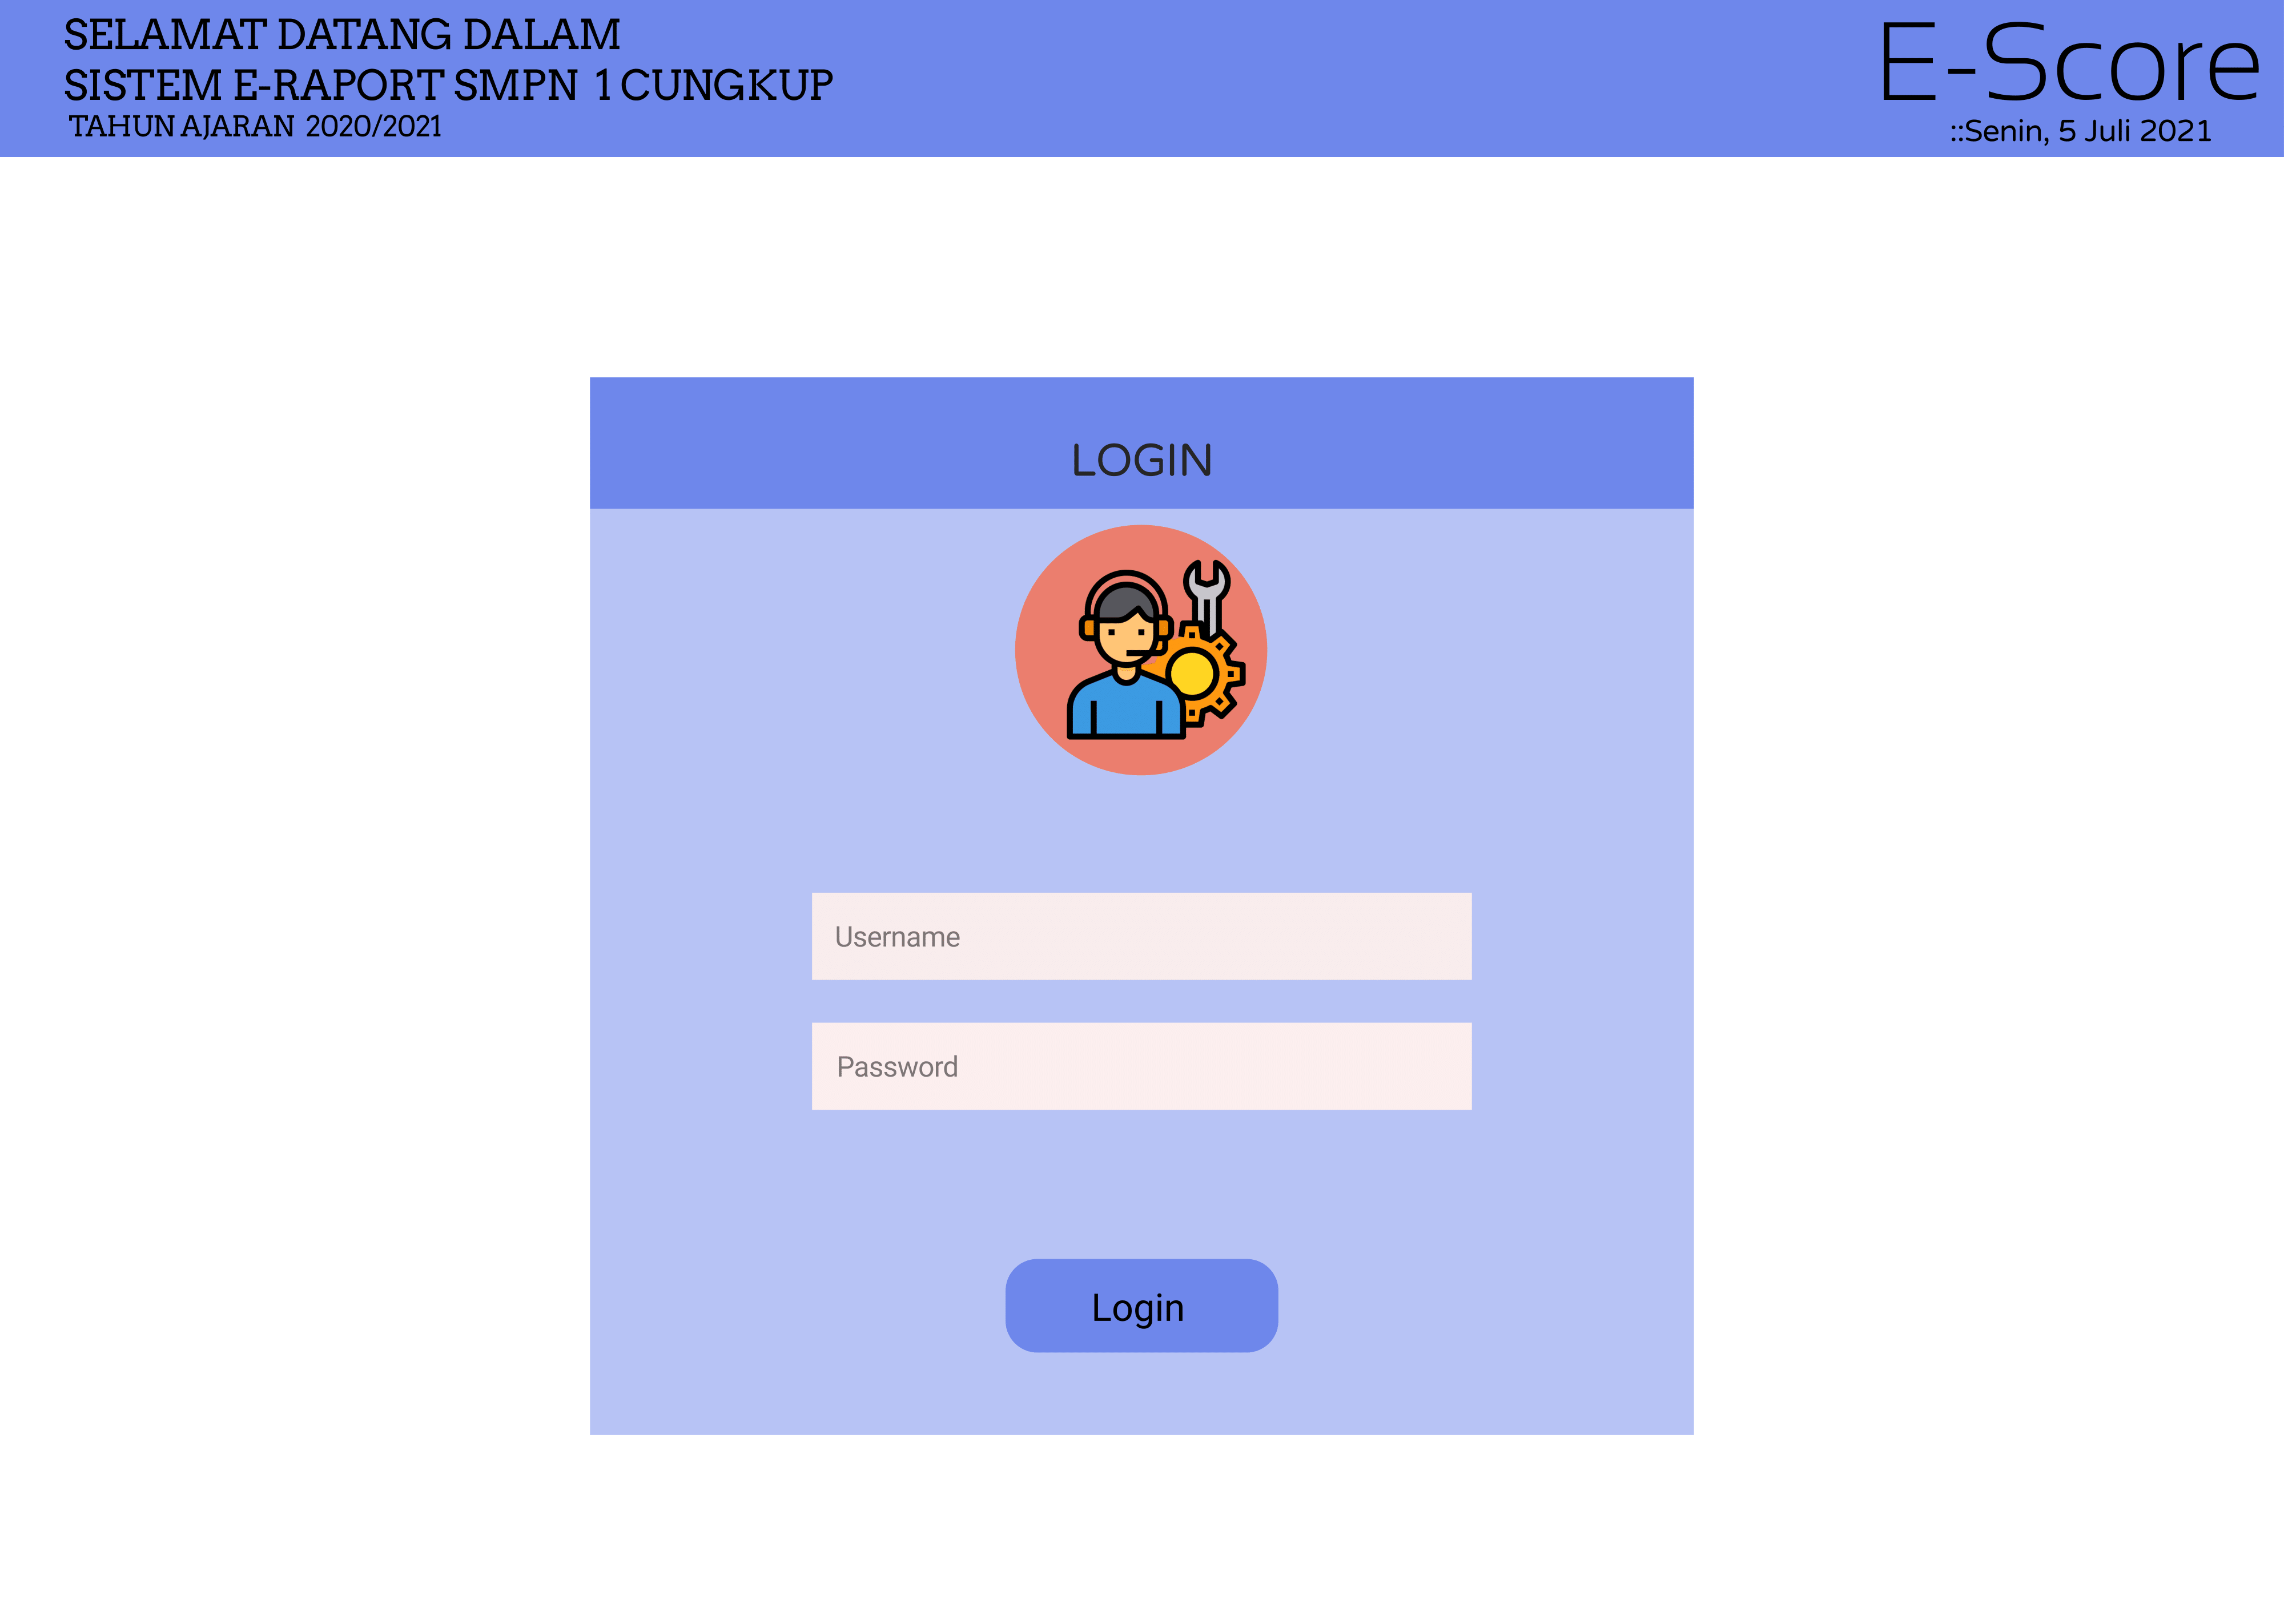 SELAMAT DATANG DALAM
SISTEM E-RAPORT SMPN 1 CUNGKUP
TAHUN AJARAN 2020/2021
E-Score
::Senin, 5 Juli 2021
LOGIN
Username
Password
Login